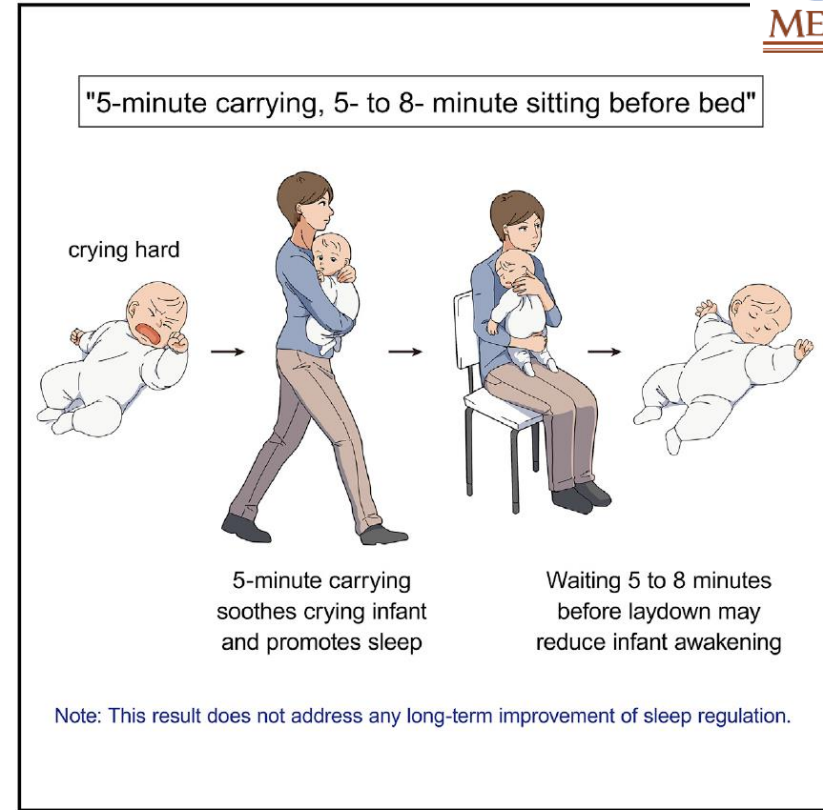 "5-minute carrying, 5- to 8- minute sitting before bed"
crying hard
5-minute carrying
soothes crying infant
and promotes sleep
Waiting 5 to 8 minutes
before laydown may
reduce infant awakening
Note: This result does not address any long-term improvement of sleep regulation.